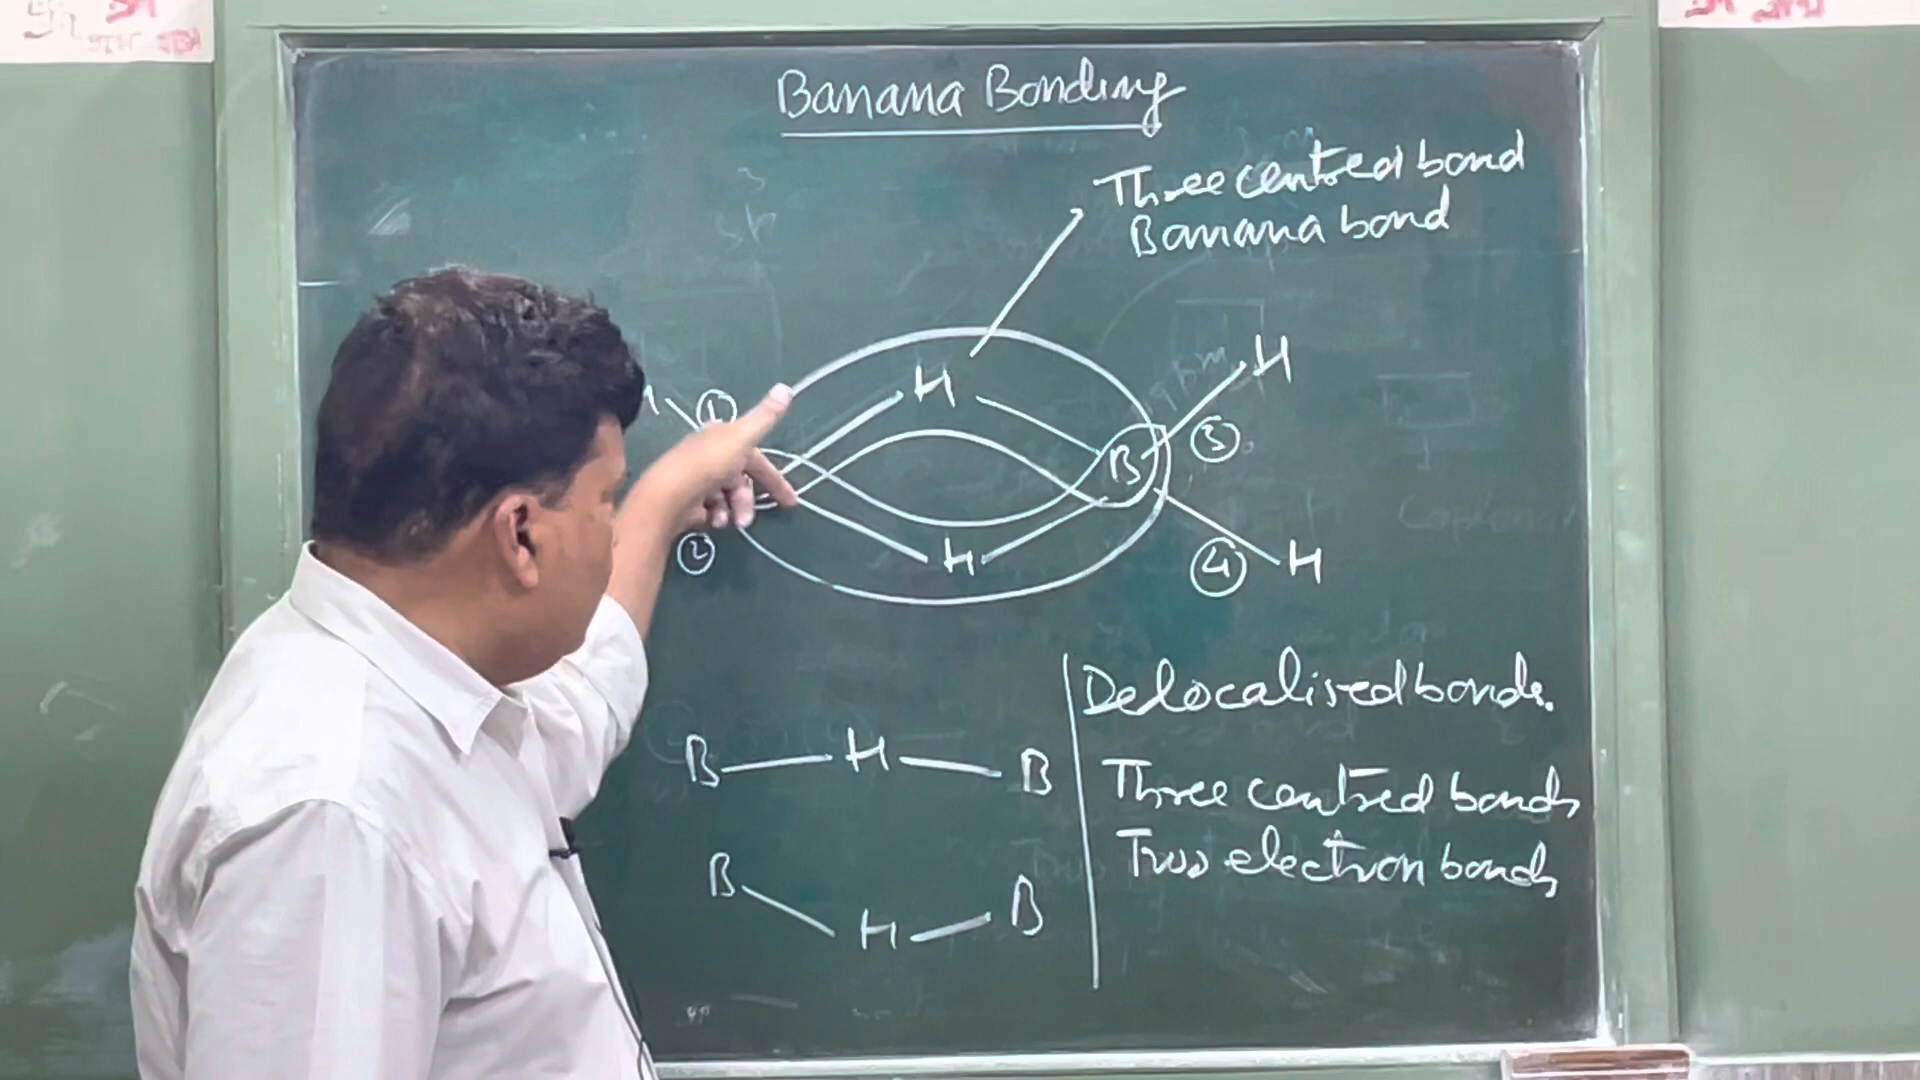 Banana Bonding
Three centred bond
Banana bond
H
H
①
B
③
②
H
④
H
Delocalised bonds.
B — H — B
Three centred bonds
Two electron bonds
B — H — B